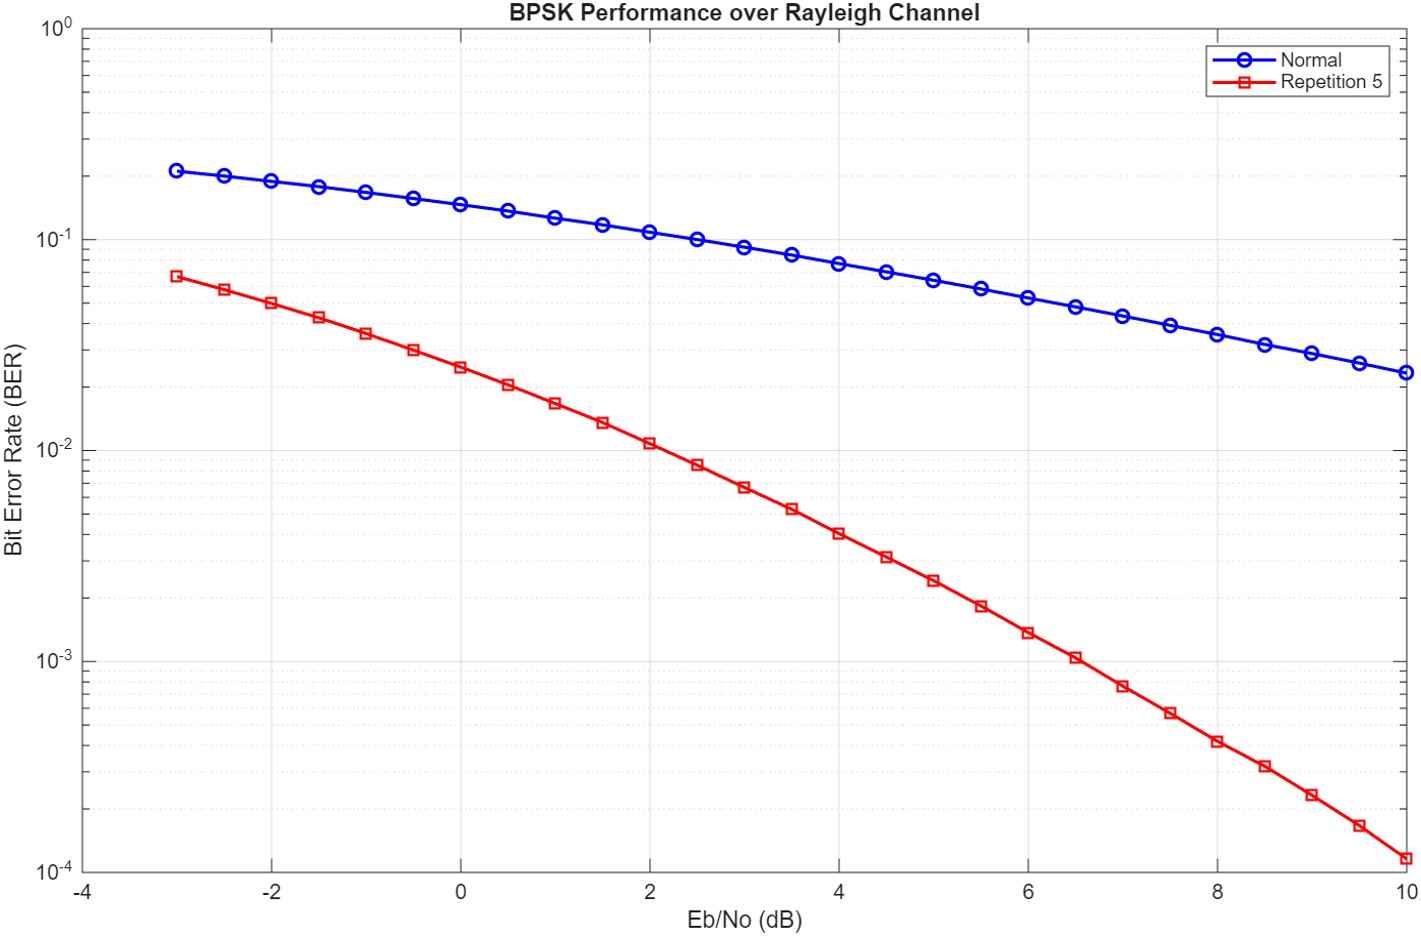 BPSK Performance over Rayleigh Channel
10^0
10^-1
10^-2
10^-3
10^-4
Bit Error Rate (BER)
Normal
Repetition 5
-4 -2 0 2 4 6 8 10
Eb/No (dB)